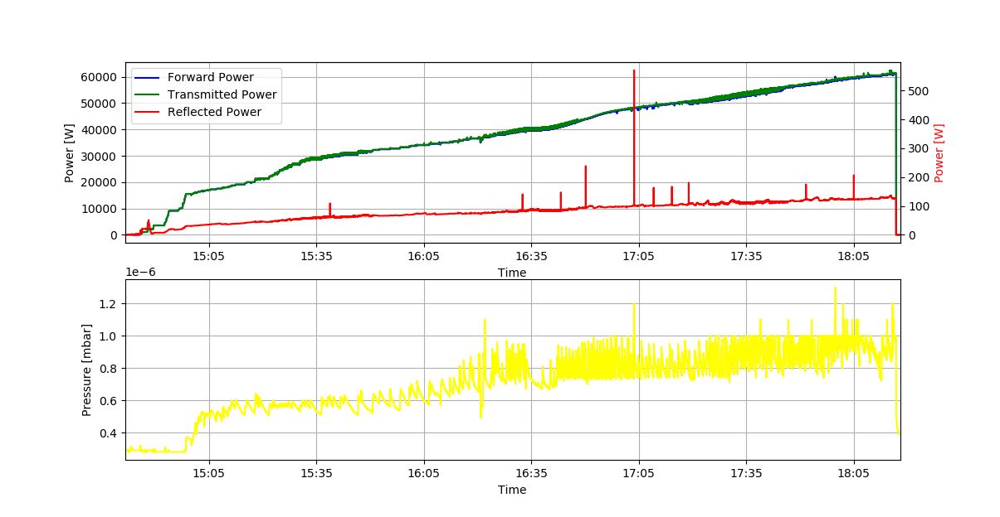 Forward Power
Transmitted Power
Reflected Power
60000
50000
40000
30000
20000
10000
0
Power [W]
500
400
300
200
100
0
Power [W]
15:05 15:35 16:05 16:35 17:05 17:35 18:05
Time
1e−6
1.2
1.0
0.8
0.6
0.4
Pressure [mbar]
15:05 15:35 16:05 16:35 17:05 17:35 18:05
Time